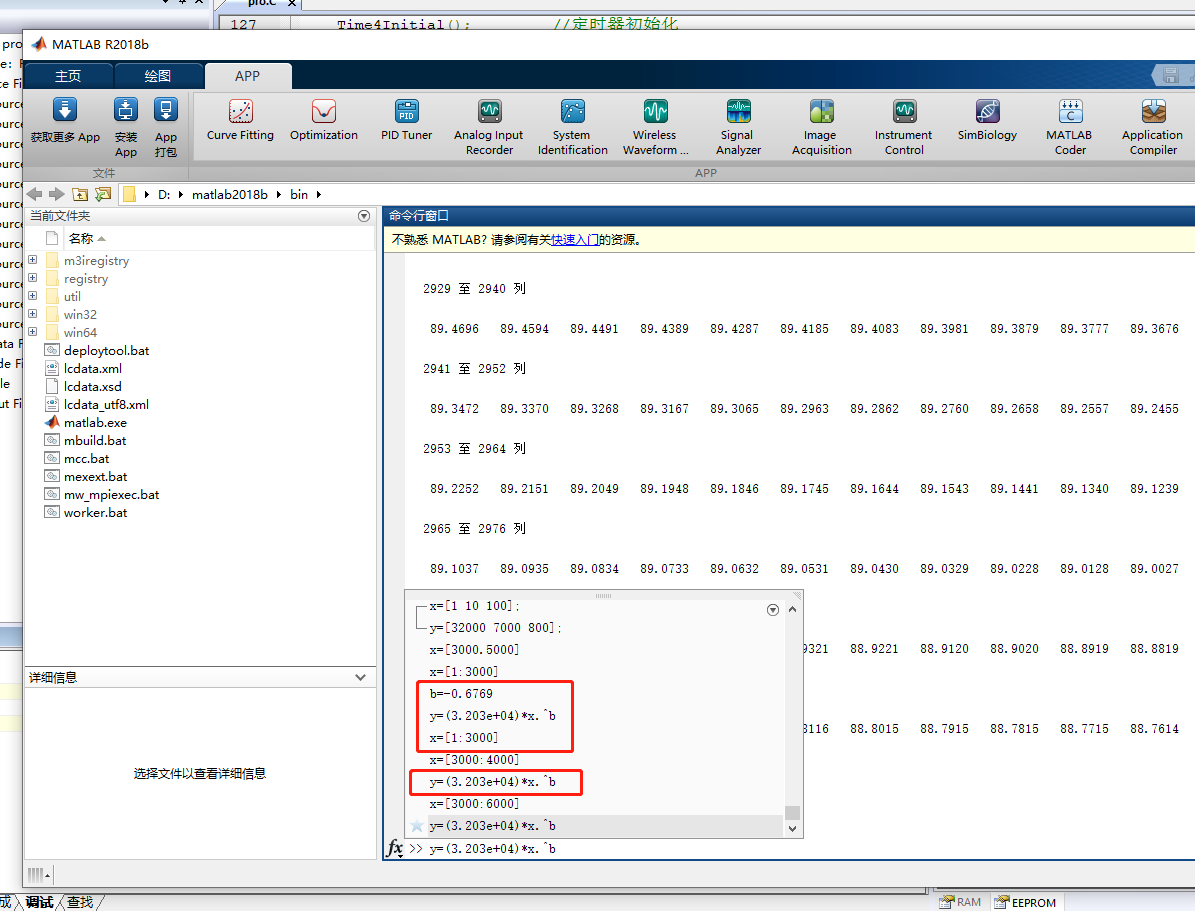 pro.C
127 Time4Initial(); //定时器初始化
MATLAB R2018b
主页 绘图 APP
获取更多 App
安装 App
App 打包
文件
Curve Fitting
Optimization
PID Tuner
Analog Input Recorder
System Identification
Wireless Waveform ...
Signal Analyzer
Image Acquisition
Instrument Control
SimBiology
MATLAB Coder
Application Compiler
APP
D: matlab2018b bin
当前文件夹
名称
m3iregistry
registry
util
win32
win64
deploytool.bat
lcdata.xml
lcdata.xsd
lcdata_utf8.xml
matlab.exe
mbuild.bat
mcc.bat
mexext.bat
mw_mpiexec.bat
worker.bat
详细信息
选择文件以查看详细信息
命令行窗口
不熟悉 MATLAB? 请参阅有关快速入门的资源。
2929 至 2940 列
89.4696 89.4594 89.4491 89.4389 89.4287 89.4185 89.4083 89.3981 89.3879 89.3777 89.3676
2941 至 2952 列
89.3472 89.3370 89.3268 89.3167 89.3065 89.2963 89.2862 89.2760 89.2658 89.2557 89.2455
2953 至 2964 列
89.2252 89.2151 89.2049 89.1948 89.1846 89.1745 89.1644 89.1543 89.1441 89.1340 89.1239
2965 至 2976 列
89.1037 89.0935 89.0834 89.0733 89.0632 89.0531 89.0430 89.0329 89.0228 89.0128 89.0027
9321 88.9221 88.9120 88.9020 88.8919 88.8819
8116 88.8015 88.7915 88.7815 88.7715 88.7614
x=[1 10 100];
y=[32000 7000 800];
x=[3000.5000]
x=[1:3000]
b=-0.6769
y=(3.203e+04)*x.^b
x=[1:3000]
x=[3000:4000]
y=(3.203e+04)*x.^b
x=[3000:6000]
y=(3.203e+04)*x.^b
fx >> y=(3.203e+04)*x.^b
成 调试 查找
RAM EEPROM